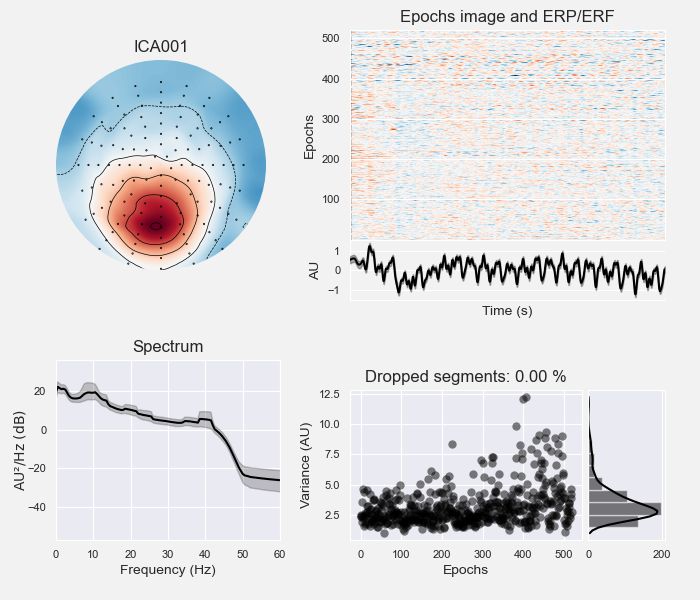 ICA001
Epochs image and ERP/ERF
500
400
300
200
100
Epochs
1
0
−1
AU
Time (s)
Spectrum
20
0
−20
−40
AU²/Hz (dB)
0 10 20 30 40 50 60
Frequency (Hz)
Dropped segments: 0.00 %
12.5
10.0
7.5
5.0
2.5
Variance (AU)
0 100 200 300 400 500
Epochs
0 200